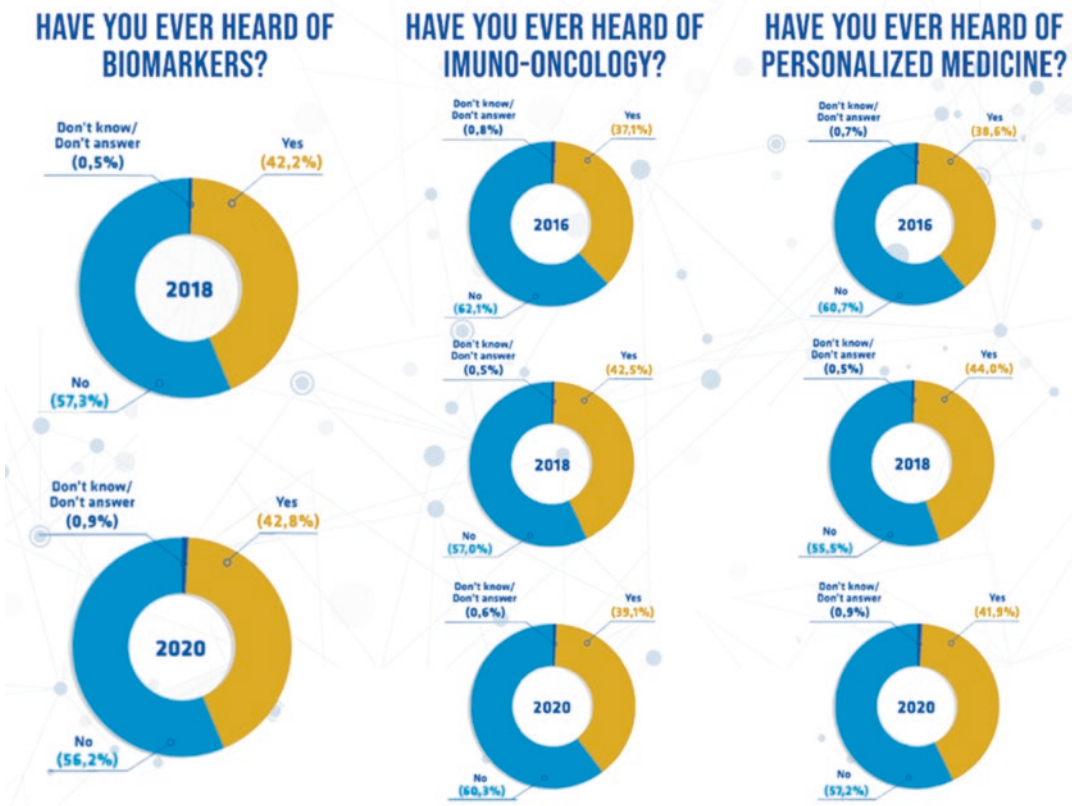 HAVE YOU EVER HEARD OF
BIOMARKERS?
Don't know/
Don't answer
(0,5%)
Yes
(42,2%)
2018
No
(57,3%)
Don't know/
Don't answer
(0,9%)
Yes
(42,8%)
2020
No
(56,2%)
HAVE YOU EVER HEARD OF
IMUNO-ONCOLOGY?
Don't know/
Don't answer
(0,8%)
Yes
(37,1%)
2016
No
(62,1%)
Don't know/
Don't answer
(0,5%)
Yes
(42,5%)
2018
No
(57,0%)
Don't know/
Don't answer
(0,6%)
Yes
(39,1%)
2020
No
(60,3%)
HAVE YOU EVER HEARD OF
PERSONALIZED MEDICINE?
Don't know/
Don't answer
(0,7%)
Yes
(38,6%)
2016
No
(60,7%)
Don't know/
Don't answer
(0,5%)
Yes
(44,0%)
2018
No
(55,5%)
Don't know/
Don't answer
(0,9%)
Yes
(41,9%)
2020
No
(57,2%)